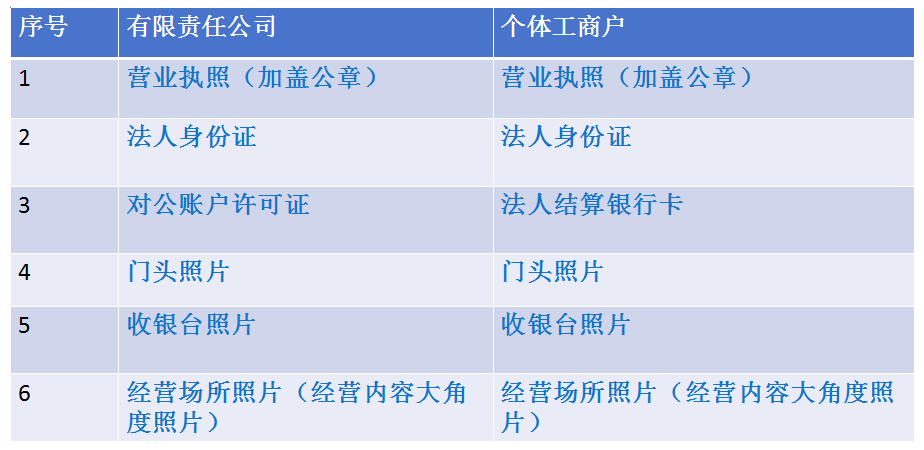 序号 有限责任公司 个体工商户
1 营业执照（加盖公章） 营业执照（加盖公章）
2 法人身份证 法人身份证
3 对公账户许可证 法人结算银行卡
4 门头照片 门头照片
5 收银台照片 收银台照片
6 经营场所照片（经营内容大角 经营场所照片（经营内容大角度照
度照片） 片）